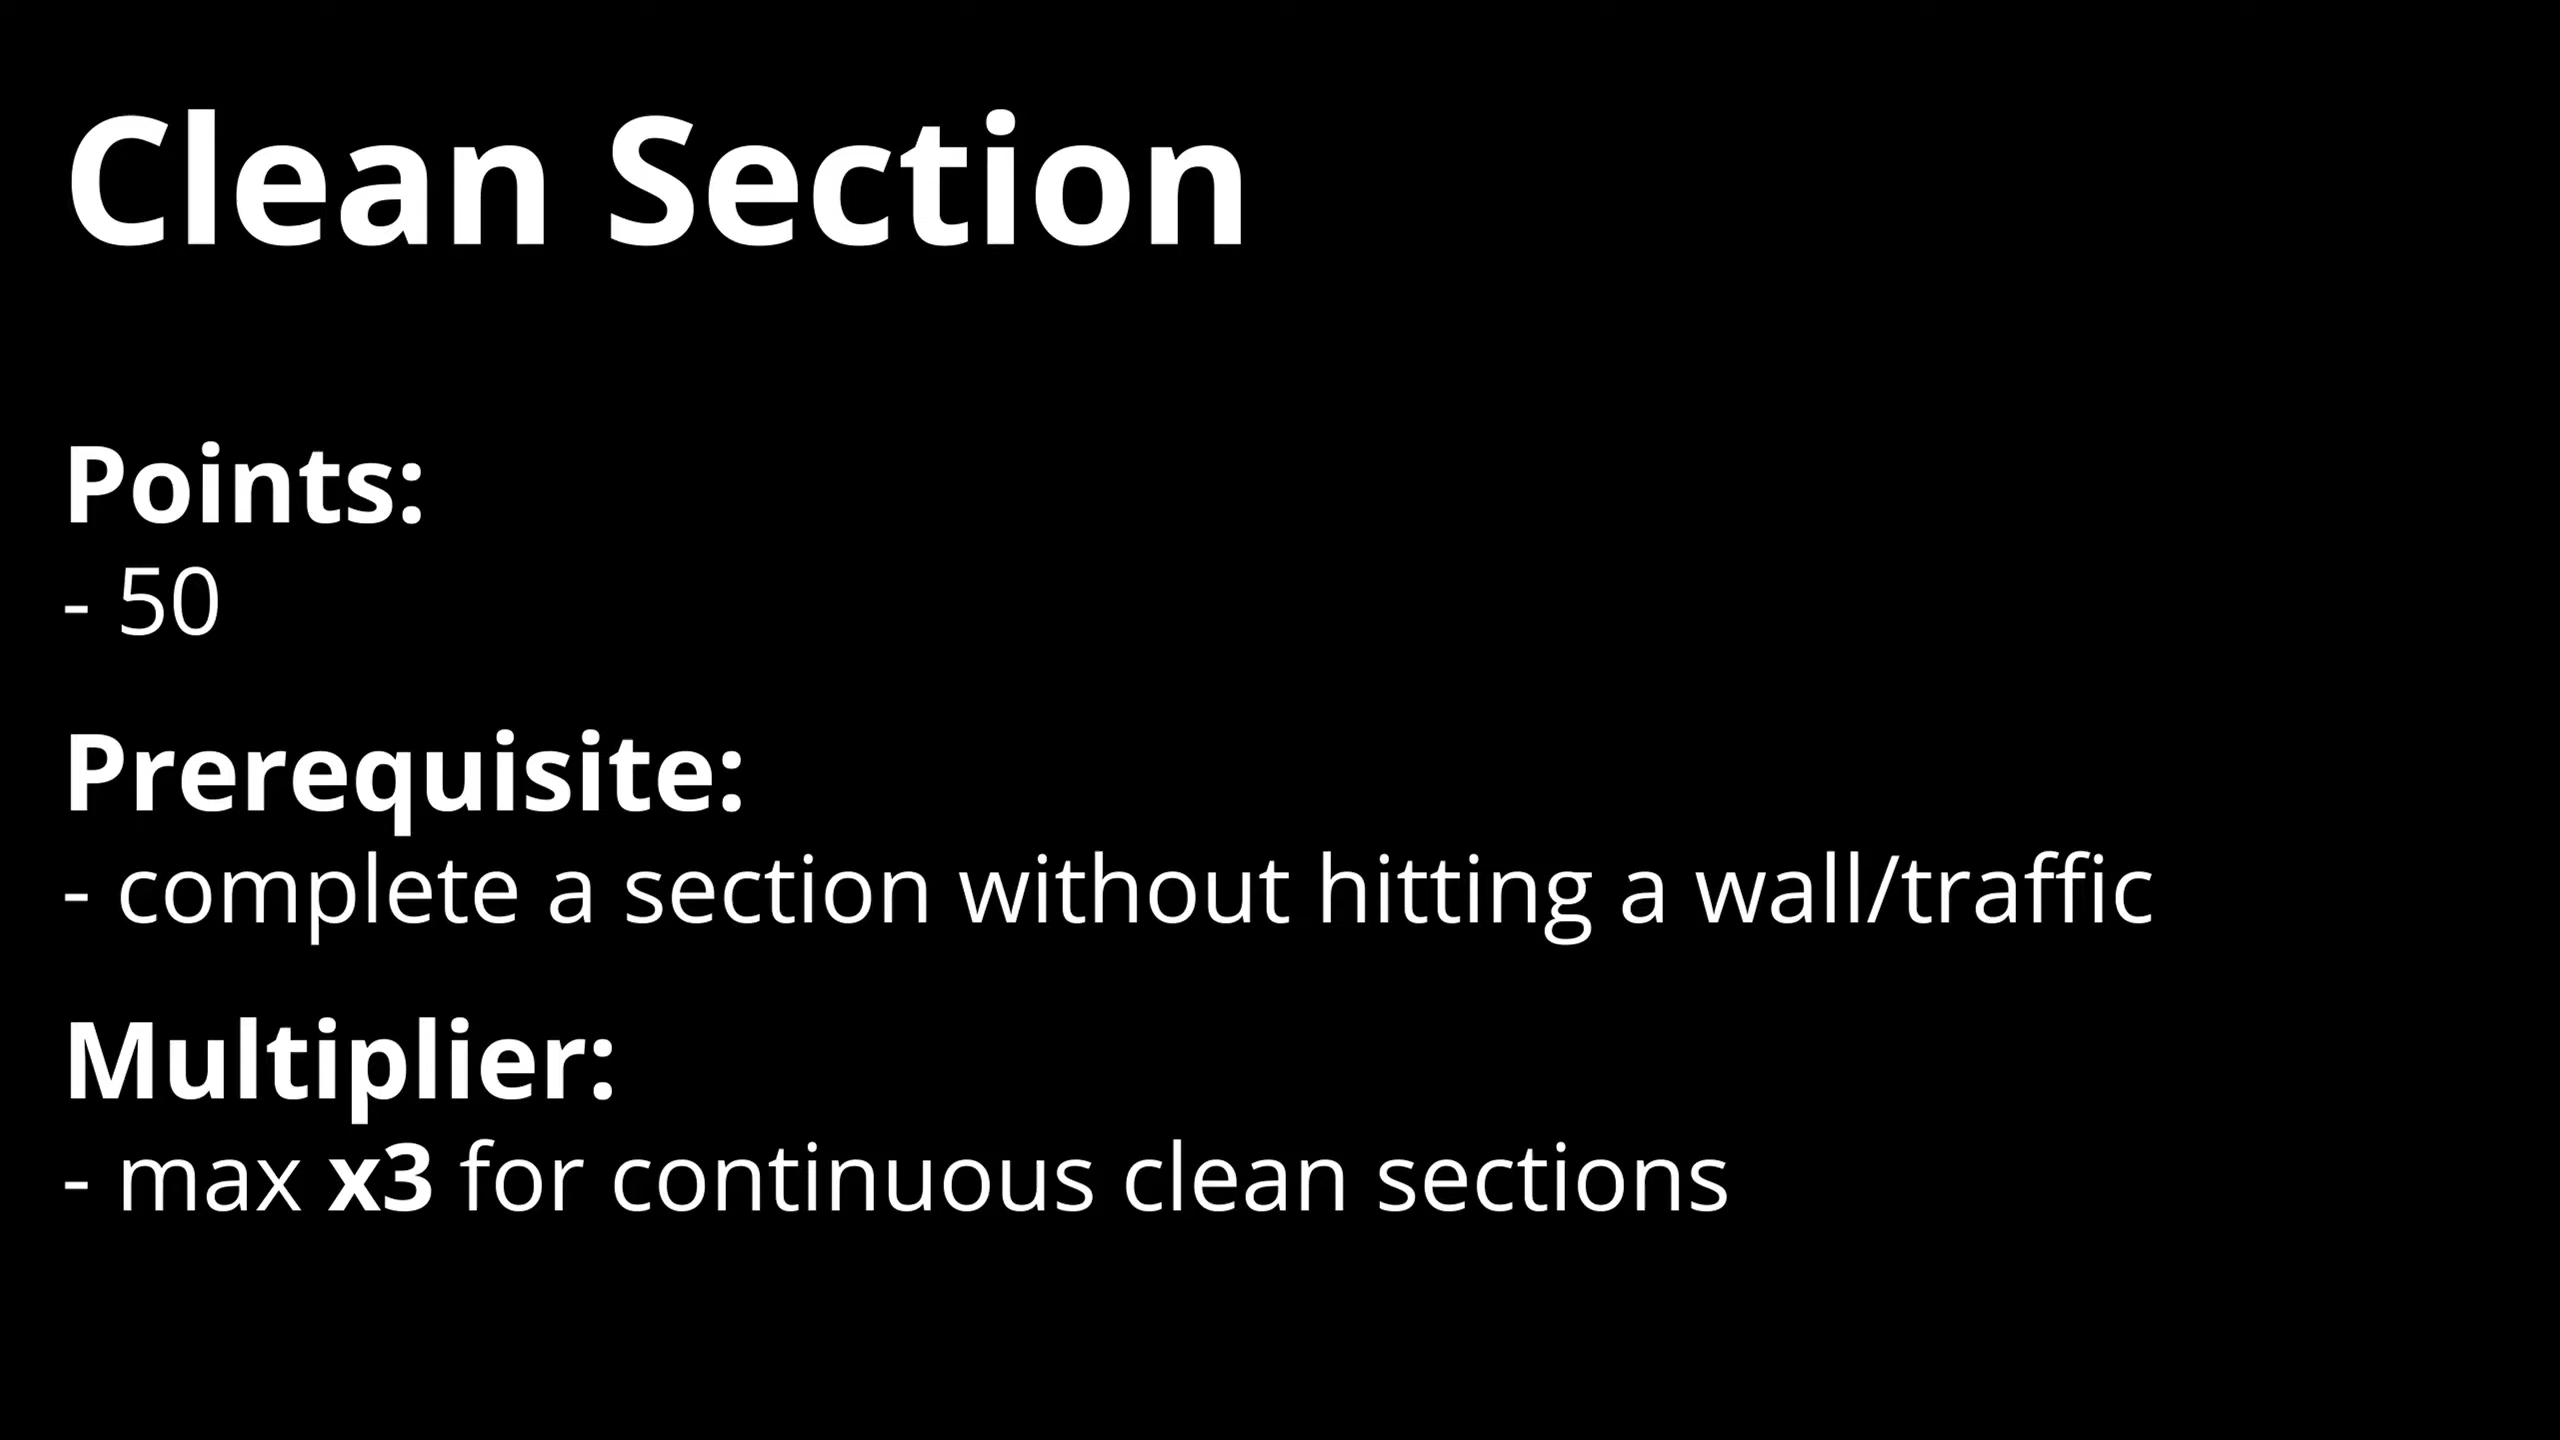 Clean Section
Points:
- 50
Prerequisite:
- complete a section without hitting a wall/traffic
Multiplier:
- max x3 for continuous clean sections